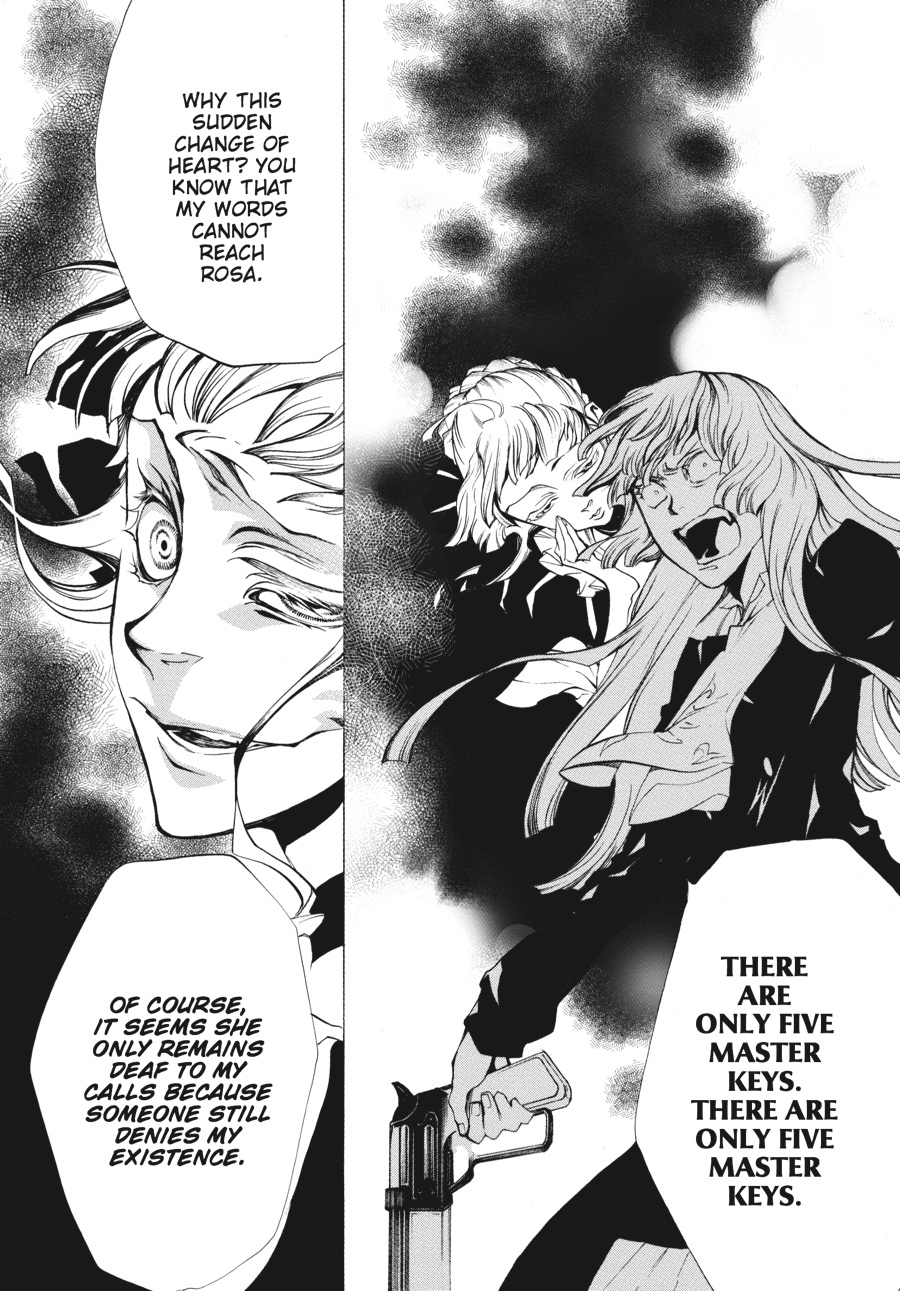 THERE
ARE
ONLY FIVE
MASTER
KEYS.
THERE ARE
ONLY FIVE
MASTER
KEYS.
WHY THIS
SUDDEN
CHANGE OF
HEART? YOU
KNOW THAT
MY WORDS
CANNOT
REACH
ROSA.
OF COURSE,
IT SEEMS SHE
ONLY REMAINS
DEAF TO MY
CALLS BECAUSE
SOMEONE STILL
DENIES MY
EXISTENCE.